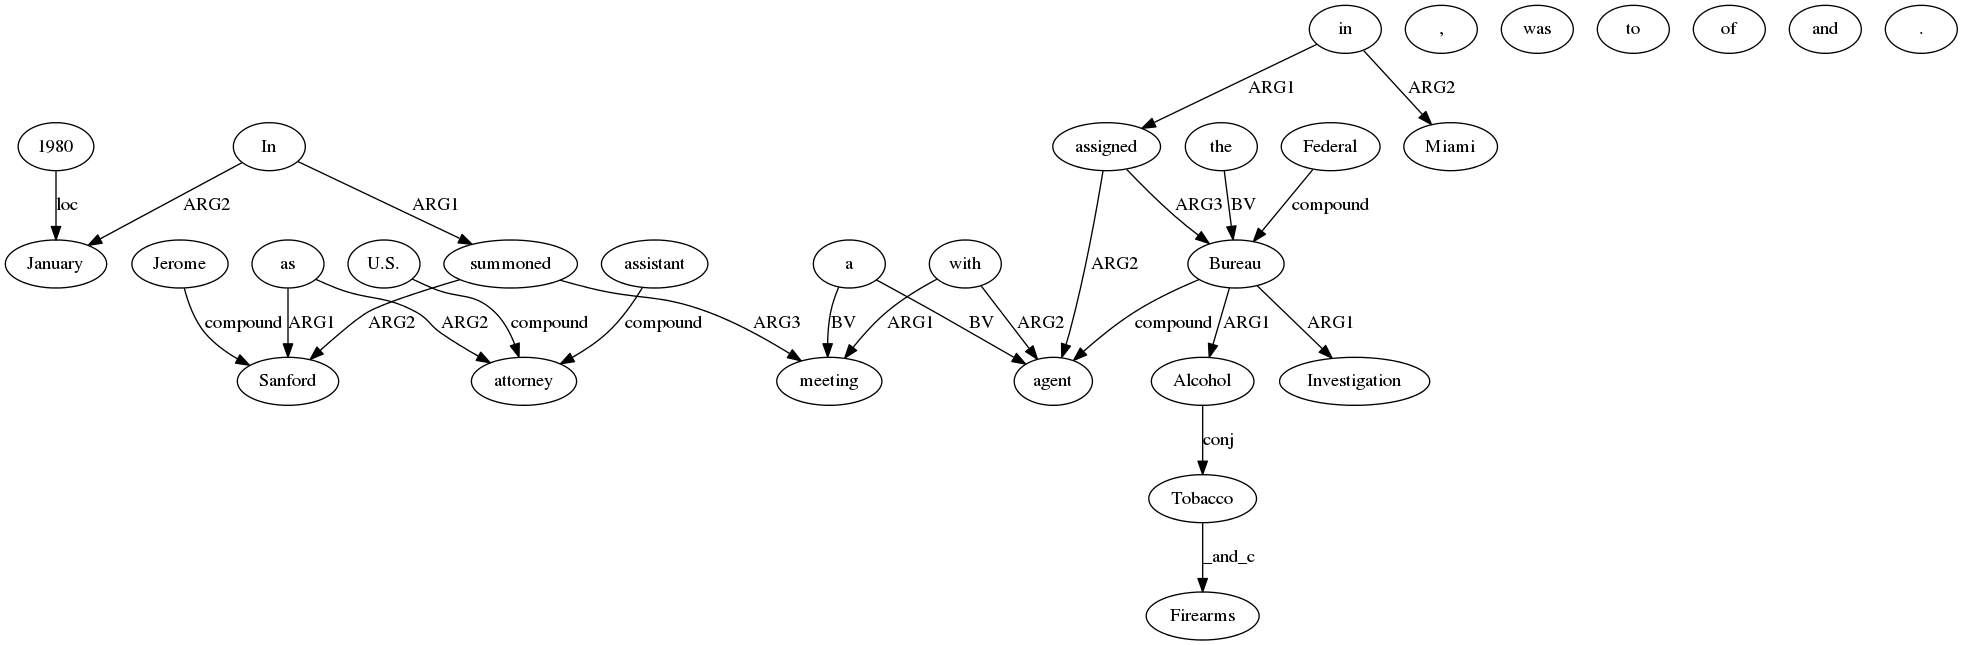 in , was to of and .
ARG1 ARG2
1980 In assigned the Federal Miami
loc ARG2 ARG1 ARG3 BV compound
January Jerome as U.S. summoned assistant a with ARG2 Bureau
compound ARG1 ARG2 ARG2 compound compound ARG3 BV ARG1 BV ARG2 compound ARG1 ARG1
Sanford attorney meeting agent Alcohol Investigation
conj
Tobacco
_and_c
Firearms